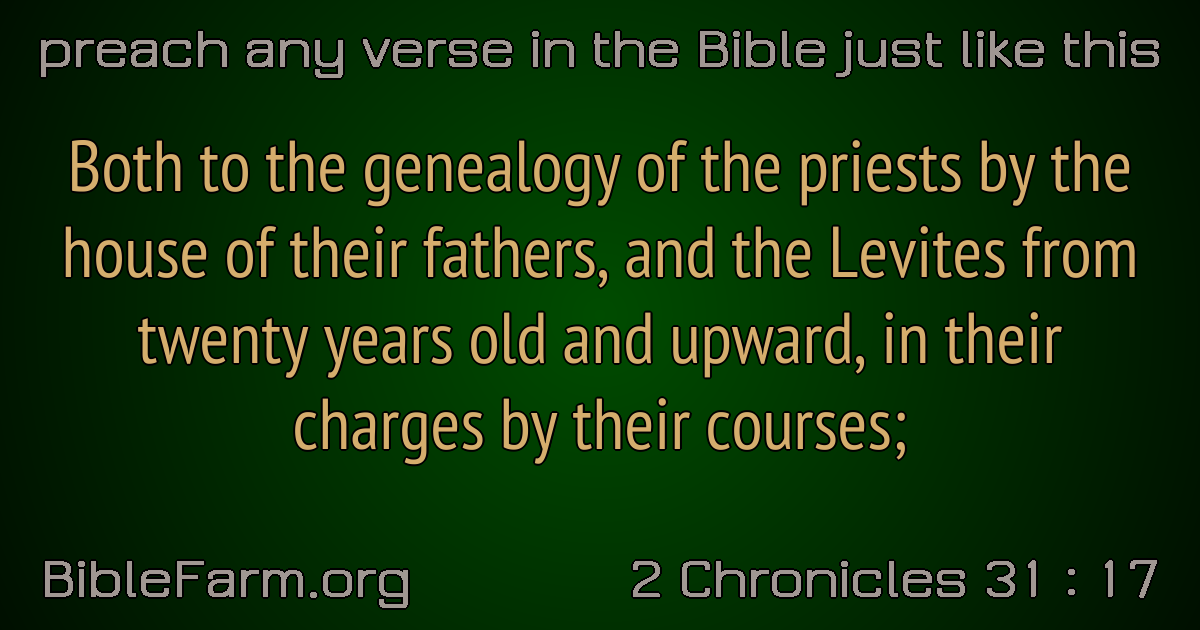 preach any verse in the Bible just like this
Both to the genealogy of the priests by the
house of their fathers, and the Levites from
twenty years old and upward, in their
charges by their courses;
BibleFarm.org
2 Chronicles 31 : 17